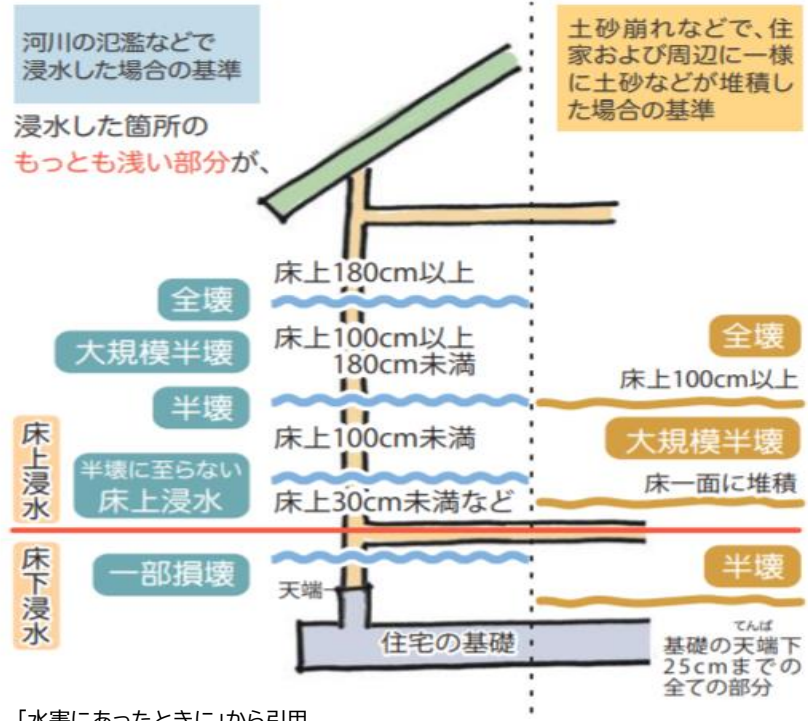 河川の氾濫などで
浸水した場合の基準
浸水した箇所の
もっとも浅い部分が、
土砂崩れなどで、住
家および周辺に一様
に土砂などが堆積し
た場合の基準
床上180cm以上
全壊
床上100cm以上
180cm未満
大規模半壊
半壊
床上100cm未満
床上浸水
半壊に至らない
床上浸水
床上30cm未満など
床下浸水
一部損壊
天端
住宅の基礎
全壊
床上100cm以上
大規模半壊
床一面に堆積
半壊
てんば
基礎の天端下
25cmまでの
全ての部分
「水害にあったときに」から引用